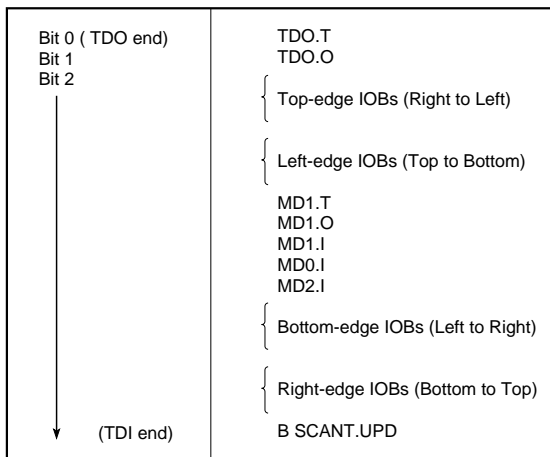 Bit 0 ( TDO end)
Bit 1
Bit 2
(TDI end)
TDO.T
TDO.O
Top-edge IOBs (Right to Left)
Left-edge IOBs (Top to Bottom)
MD1.T
MD1.O
MD1.I
MD0.I
MD2.I
Bottom-edge IOBs (Left to Right)
Right-edge IOBs (Bottom to Top)
B SCANT.UPD